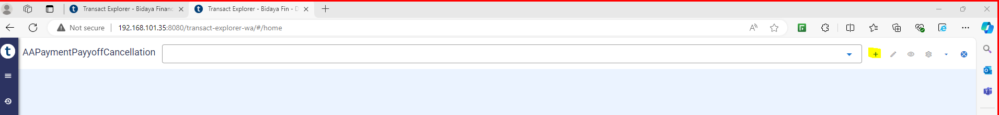 Transact Explorer - Bidaya Financ
Transact Explorer - Bidaya Fin - D
Not secure 192.168.101.35:8080/transact-explorer-wa/#/home
t AAPaymentPayyoffCancellation